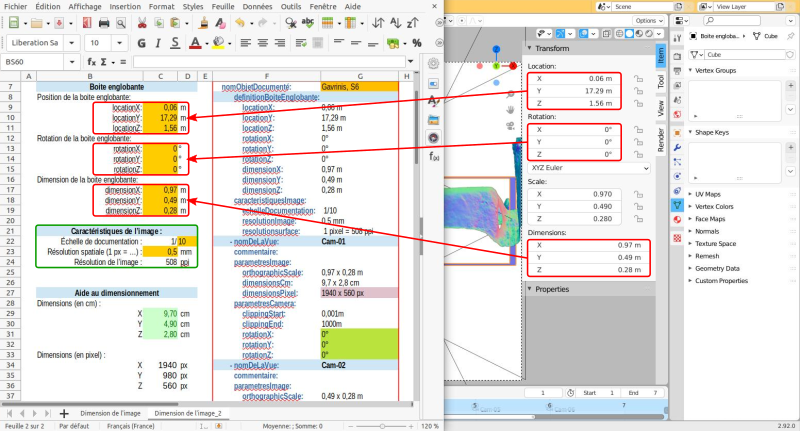 Fichier Édition Affichage Insertion Format Styles Feuille Données Outils Fenêtre Aide
Liberation Sa 10 G I S A
B560 fx Σ =
A B C D E F G H
7 Boite englobante nomObjetDocumenté: Gavrinis, S6
8 Position de la boite englobante: definitionBoiteEnglobante:
9 locationX: 0,06 m locationX: 0,06 m
10 locationY: 17,29 m locationY: 17,29 m
11 locationZ: 1,56 m locationZ: 1,56 m
12 Rotation de la boite englobante: rotationX: 0°
13 rotationX: 0 ° rotationY: 0°
14 rotationY: 0 ° rotationZ: 0°
15 rotationZ: 0 ° dimensionX: 0,97 m
16 Dimension de la boite englobante: dimensionY: 0,49 m
17 dimensionX: 0,97 m dimensionZ: 0,28 m
18 dimensionY: 0,49 m caracteristiquesImage:
19 dimensionZ: 0,28 m echelleDocumentation: 1/10
20 resolutionImage: 0,5 mm
21 Caractéristiques de l'image : resolutionsurface: 1 pixel = 508 ppi
22 Échelle de documentation : 1/ 10 - nomDeLaVue: Cam-01
23 Résolution spatiale (1 px = ...) : 0,5 mm commentaire:
24 Résolution de l'image : 508 ppi parametresImage:
25 orthographicScale: 0,97 x 0,28 m
26 Aide au dimensionnement dimensionsCm: 9,7 x 2,8 cm
27 Dimensions (en cm) : dimensionsPixel: 1940 x 560 px
28 parametresCamera:
29 X 9,70 cm clippingStart: 0,001m
30 Y 4,90 cm clippingEnd: 1000m
31 Z 2,80 cm rotationX: 0°
32 rotationY: 0°
33 Dimensions (en pixel) : rotationZ: 0°
34 X 1940 px - nomDeLaVue: Cam-02
35 Y 980 px commentaire:
36 Z 560 px parametresImage:
37 orthographicScale: 0,49 x 0,28 m
Dimension de l'image Dimension de l'image_2
Feuille 2 sur 2 Par défaut Français (France) Moyenne: ; Somme: 0 120 %
Scene View Layer
Options
Transform
Location:
X 0.06 m
Y 17.29 m
Z 1.56 m
Rotation:
X 0°
Y 0°
Z 0°
XYZ Euler
Scale:
X 0.970
Y 0.490
Z 0.280
Dimensions:
X 0.97 m
Y 0.49 m
Z 0.28 m
Properties
Item
Tool
View
Render
1 Start 1 End 7
5 6 7
Boite engloba... Cube
Cube
Vertex Groups
Shape Keys
UV Maps
Vertex Colors
Face Maps
Normals
Texture Space
Remesh
Geometry Data
Custom Properties
2.92.0